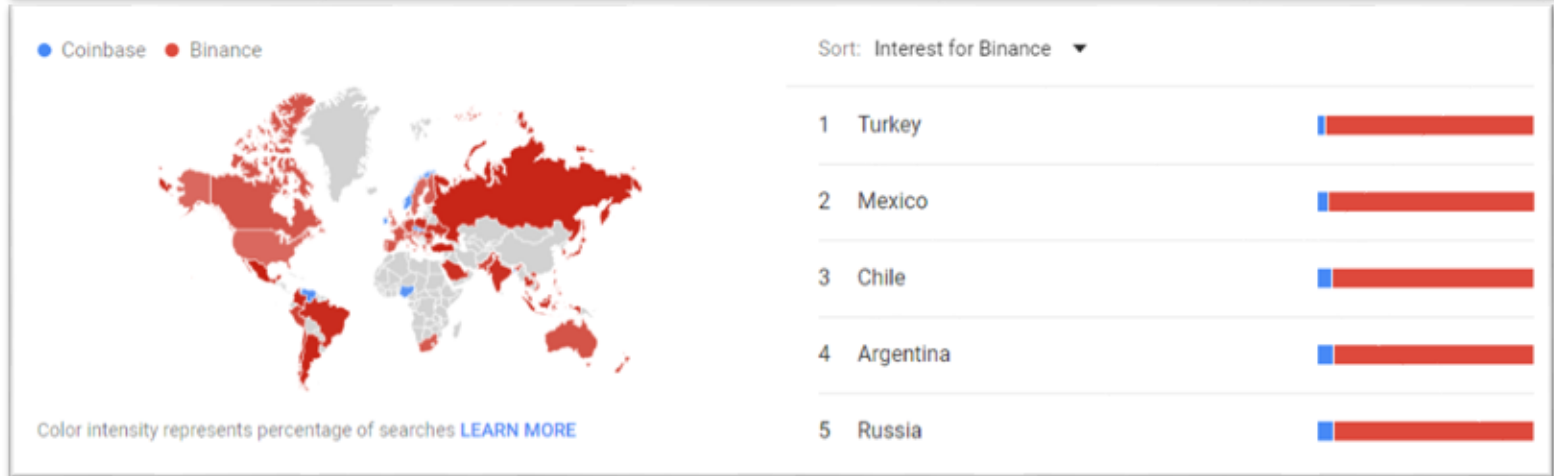 Coinbase Binance
Sort: Interest for Binance
1 Turkey
2 Mexico
3 Chile
4 Argentina
5 Russia
Color intensity represents percentage of searches LEARN MORE